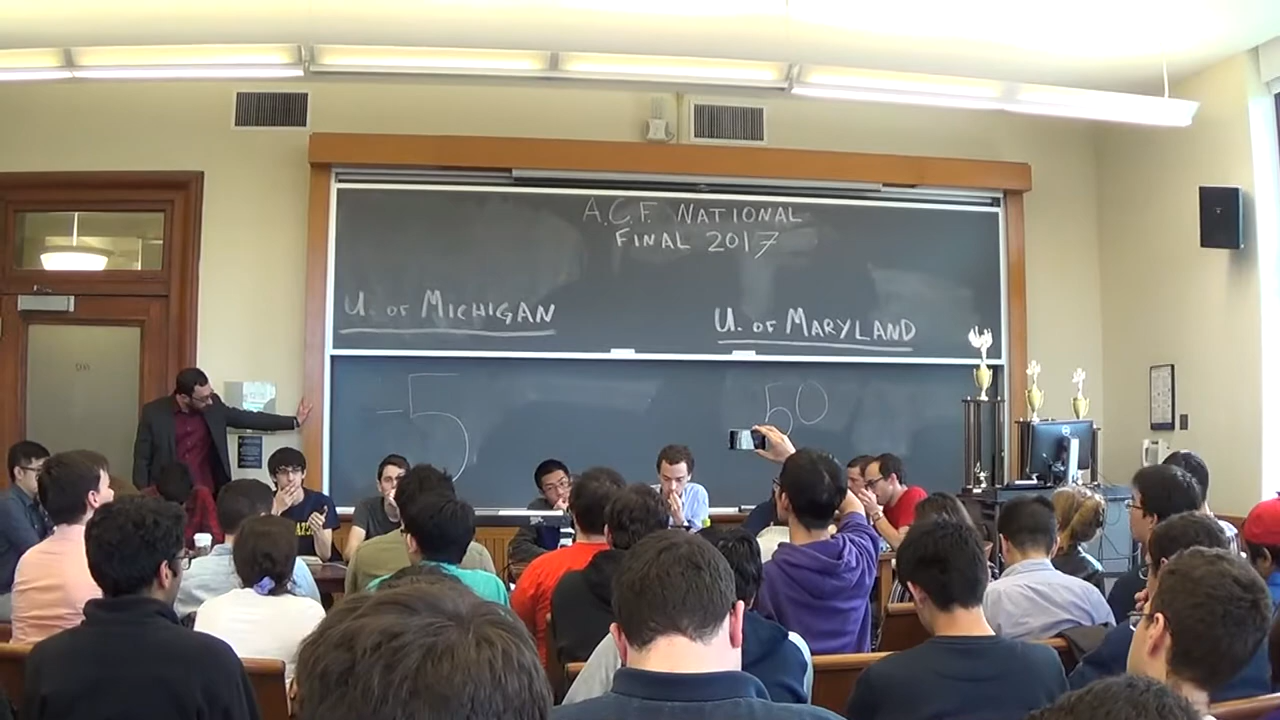 A.C.F. NATIONAL
FINAL 2017
U. OF MICHIGAN
U. OF MARYLAND
-5
50